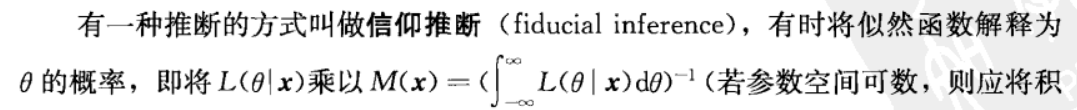 有一种推断的方式叫做信仰推断（fiducial inference），有时将似然函数解释为
θ 的概率，即将 L(θ|x)乘以 M(x) = (∫_{-∞}^{∞} L(θ|x)dθ)^{-1} (若参数空间可数，则应将积